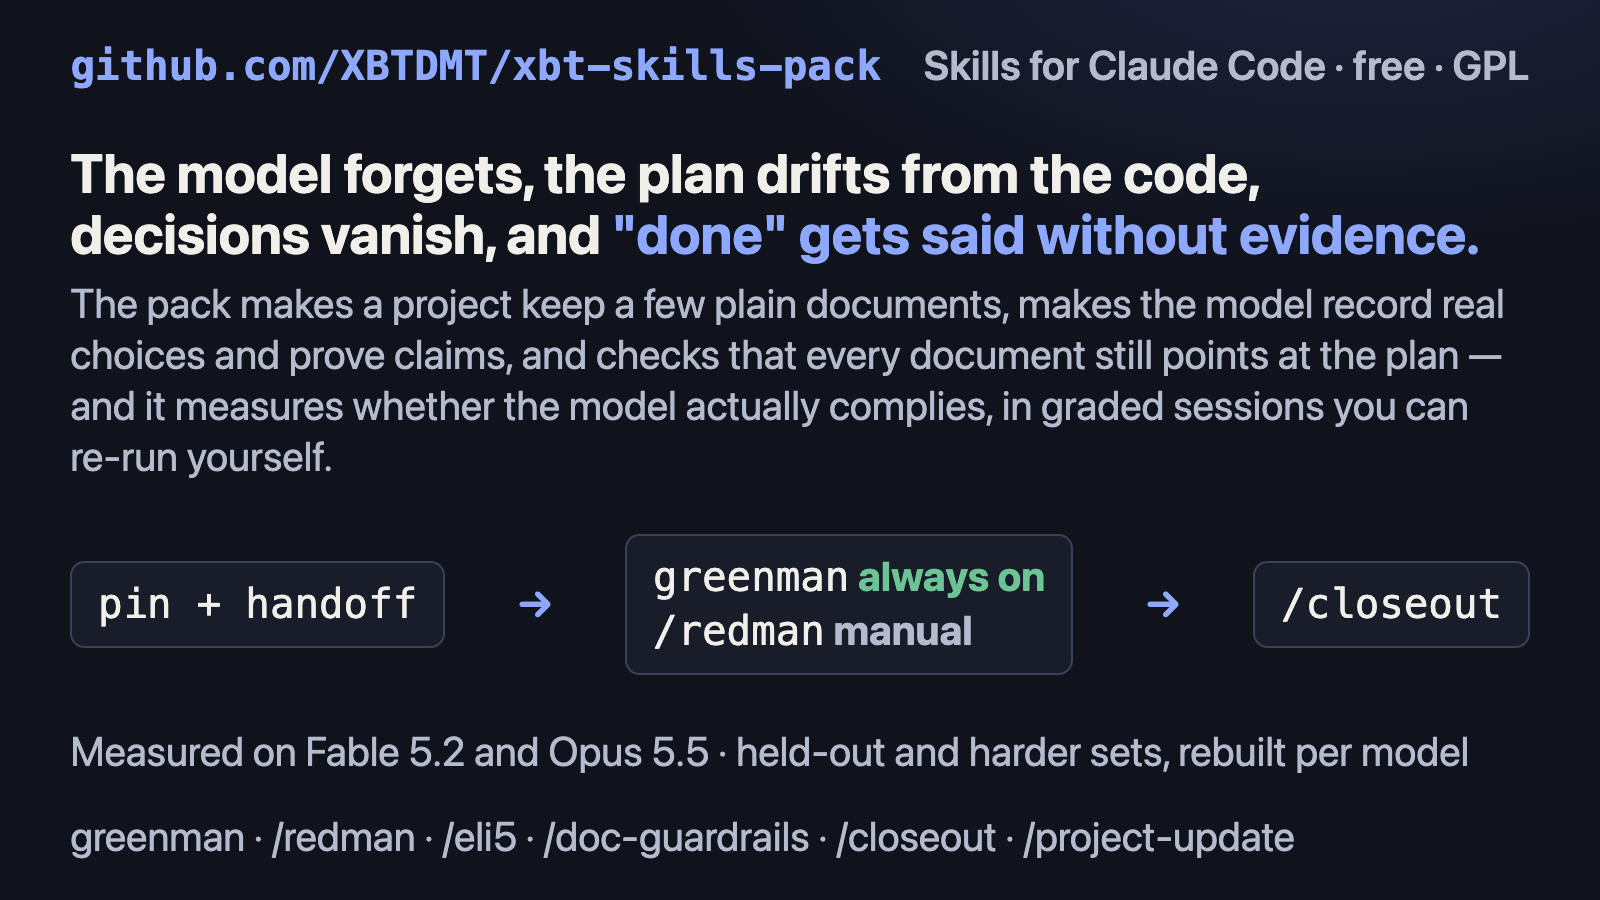 github.com/XBTDMT/xbt-skills-pack
Skills for Claude Code · free · GPL
The model forgets, the plan drifts from the code,
decisions vanish, and "done" gets said without evidence.
The pack makes a project keep a few plain documents, makes the model record real
choices and prove claims, and checks that every document still points at the plan —
and it measures whether the model actually complies, in graded sessions you can
re-run yourself.
pin + handoff
→
greenman always on
/redman manual
→
/closeout
Measured on Fable 5.2 and Opus 5.5 · held-out and harder sets, rebuilt per model
greenman · /redman · /eli5 · /doc-guardrails · /closeout · /project-update